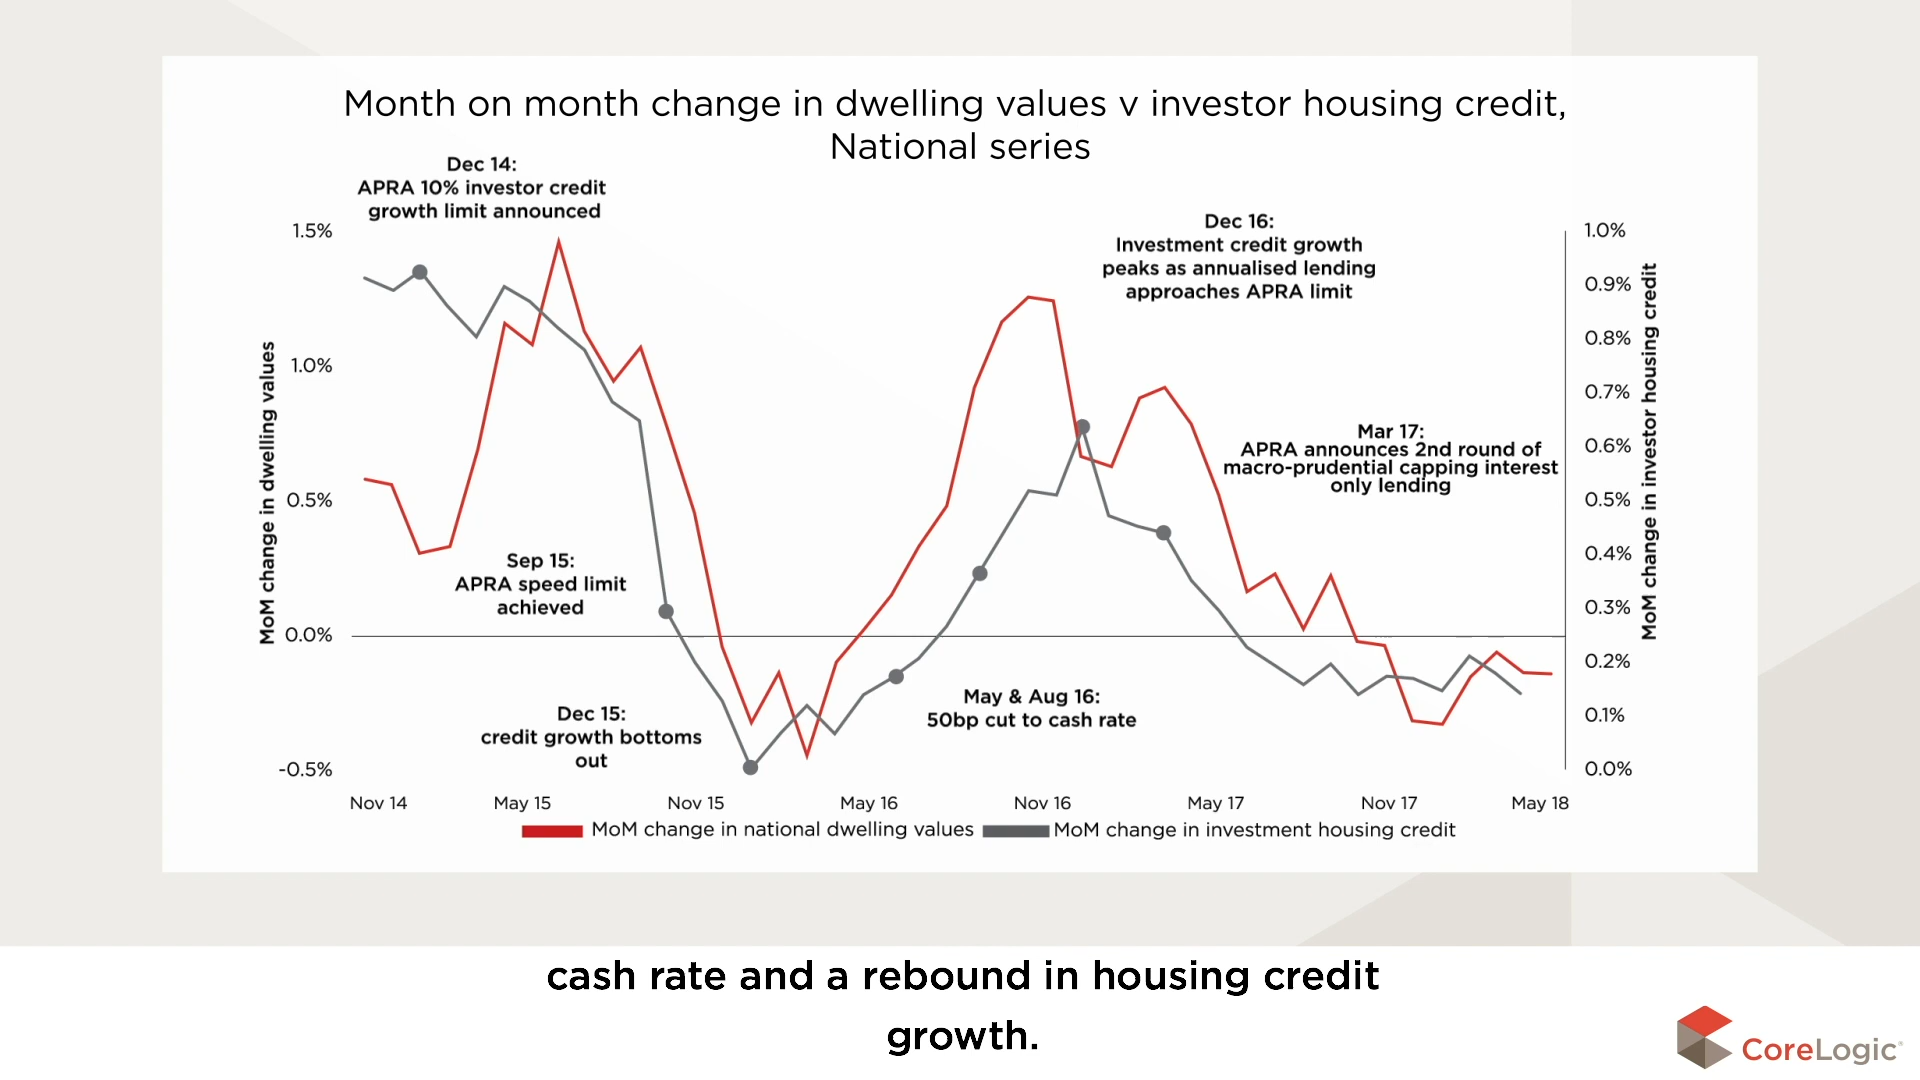 Month on month change in dwelling values v investor housing credit,
National series
Dec 14:
APRA 10% investor credit
growth limit announced
Dec 16:
Investment credit growth
peaks as annualised lending
approaches APRA limit
Mar 17:
APRA announces 2nd round of
macro-prudential capping interest
only lending
Sep 15:
APRA speed limit
achieved
Dec 15:
credit growth bottoms
out
May & Aug 16:
50bp cut to cash rate
MoM change in dwelling values
1.5%
1.0%
0.5%
0.0%
-0.5%
MoM change in investor housing credit
1.0%
0.9%
0.8%
0.7%
0.6%
0.5%
0.4%
0.3%
0.2%
0.1%
0.0%
Nov 14 May 15 Nov 15 May 16 Nov 16 May 17 Nov 17 May 18
MoM change in national dwelling values MoM change in investment housing credit
cash rate and a rebound in housing credit
growth.
CoreLogic